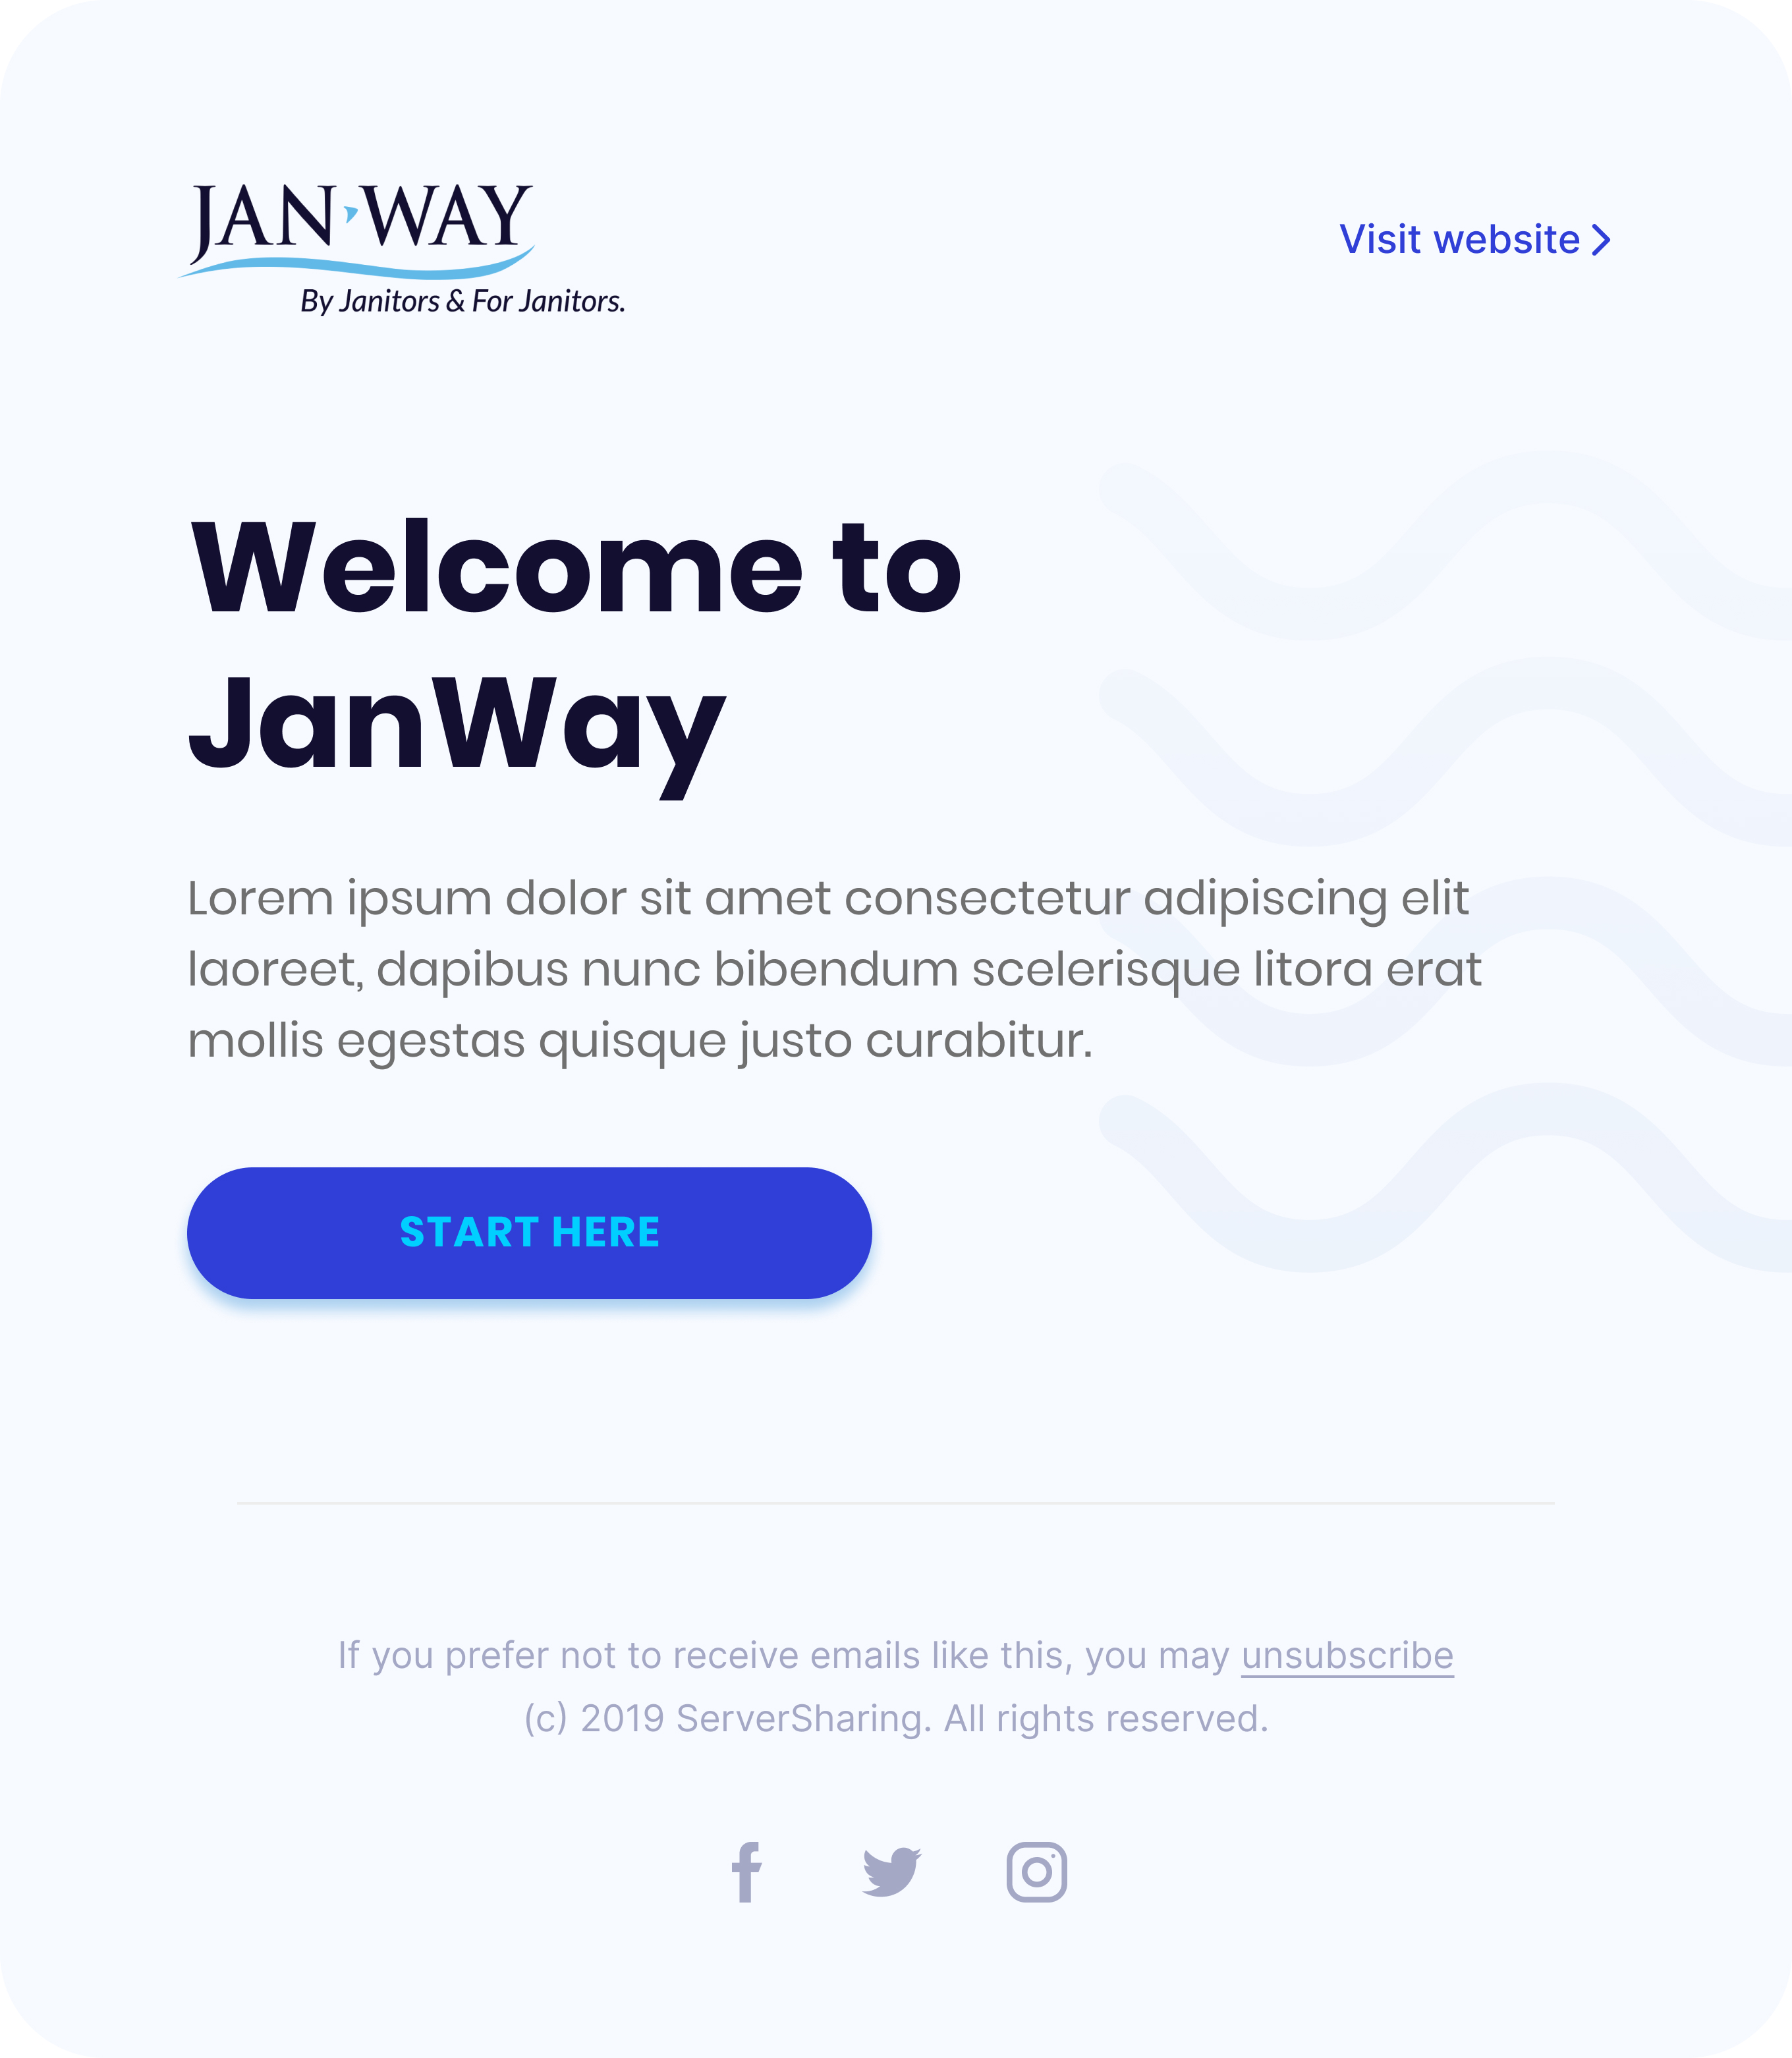 JAN'WAY
By Janitors & For Janitors.
Visit website
Welcome to
JanWay
Lorem ipsum dolor sit amet consectetur adipiscing elit
laoreet, dapibus nunc bibendum scelerisque litora erat
mollis egestas quisque justo curabitur.
START HERE
If you prefer not to receive emails like this, you may unsubscribe
(c) 2019 ServerSharing. All rights reserved.